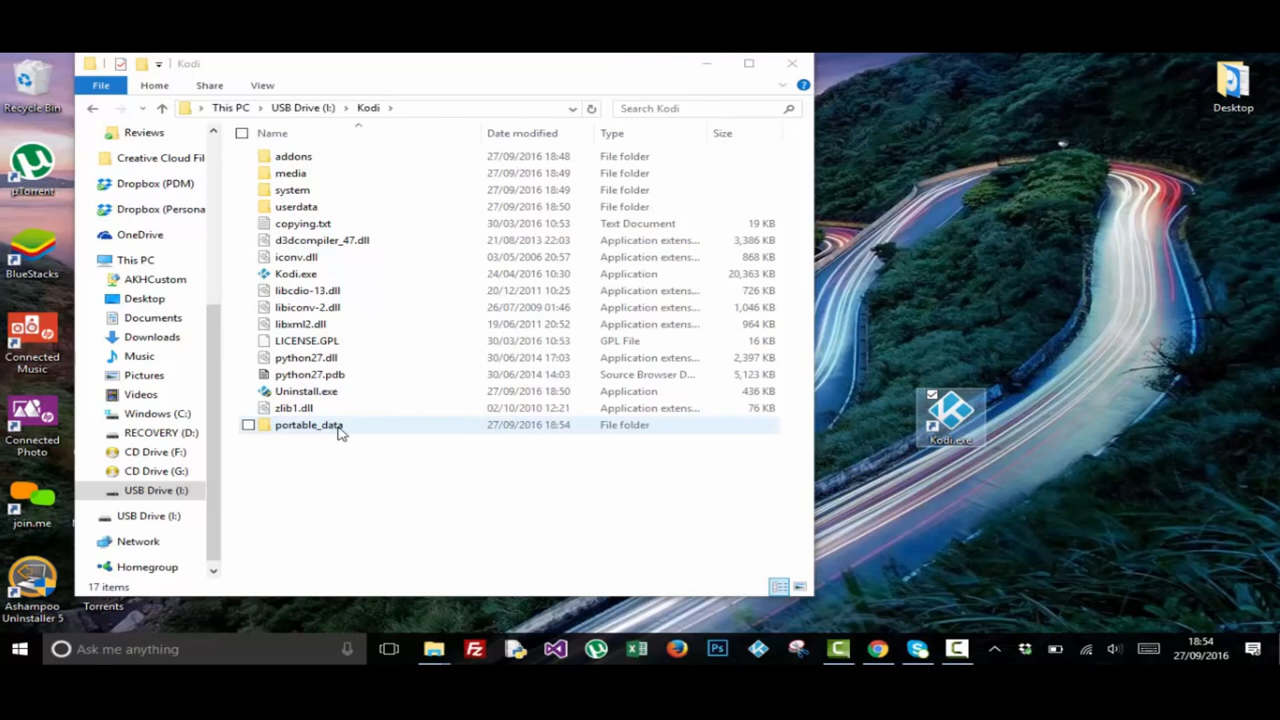 Kodi
File Home Share View
This PC USB Drive (I:) Kodi
Search Kodi
Name Date modified Type Size
addons 27/09/2016 18:48 File folder
media 27/09/2016 18:49 File folder
system 27/09/2016 18:49 File folder
userdata 27/09/2016 18:50 File folder
copying.txt 30/03/2016 10:53 Text Document 19 KB
d3dcompiler_47.dll 21/08/2013 22:03 Application extens... 3,386 KB
iconv.dll 03/05/2006 20:57 Application extens... 868 KB
Kodi.exe 24/04/2016 10:30 Application 20,363 KB
libcdio-13.dll 20/12/2011 10:25 Application extens... 726 KB
libiconv-2.dll 26/07/2009 01:46 Application extens... 1,046 KB
libxml2.dll 19/06/2011 20:52 Application extens... 964 KB
LICENSE.GPL 30/03/2016 10:53 GPL File 16 KB
python27.dll 30/06/2014 17:03 Application extens... 2,397 KB
python27.pdb 30/06/2014 14:03 Source Browser D... 5,123 KB
Uninstall.exe 27/09/2016 18:50 Application 436 KB
zlib1.dll 02/10/2010 12:21 Application extens... 76 KB
portable_data 27/09/2016 18:54 File folder
Reviews
Creative Cloud Fil
Dropbox (PDM)
Dropbox (Persona
OneDrive
This PC
AKHCustom
Desktop
Documents
Downloads
Music
Pictures
Videos
Windows (C:)
RECOVERY (D:)
CD Drive (F:)
CD Drive (G:)
USB Drive (I:)
USB Drive (I:)
Network
Homegroup
17 items
Recycle Bin
µTorrent
BlueStacks
Connected
Music
Connected
Photo
join.me
Ashampoo
Uninstaller 5
Torrents
Desktop
Kodi.exe
Ask me anything
18:54
27/09/2016